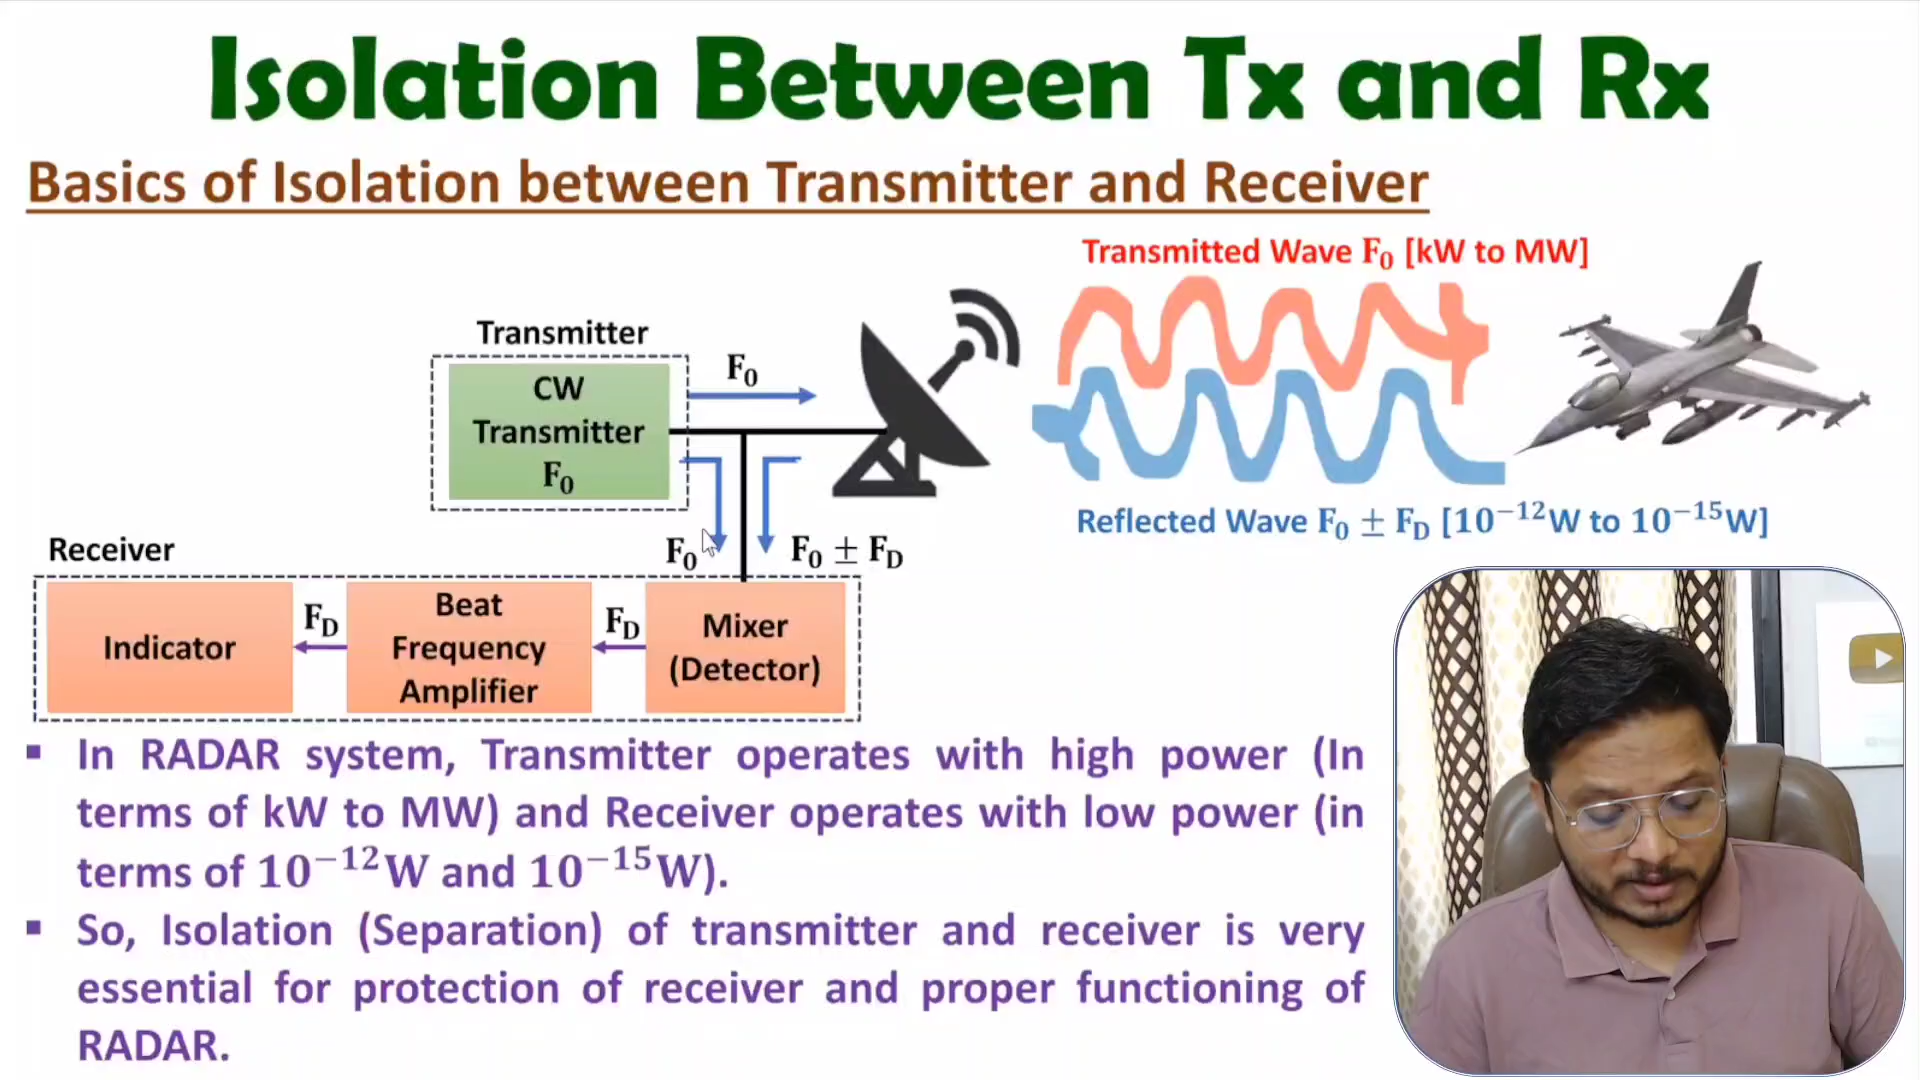 Isolation Between Tx and Rx
Basics of Isolation between Transmitter and Receiver
Transmitted Wave F₀ [kW to MW]
Transmitter
CW
Transmitter
F₀
F₀
Reflected Wave F₀ ± F_D [10⁻¹²W to 10⁻¹⁵W]
Receiver
F₀
F₀ ± F_D
Indicator
F_D
Beat
Frequency
Amplifier
F_D
Mixer
(Detector)
▪ In RADAR system, Transmitter operates with high power (In
terms of kW to MW) and Receiver operates with low power (in
terms of 10⁻¹²W and 10⁻¹⁵W).
▪ So, Isolation (Separation) of transmitter and receiver is very
essential for protection of receiver and proper functioning of
RADAR.